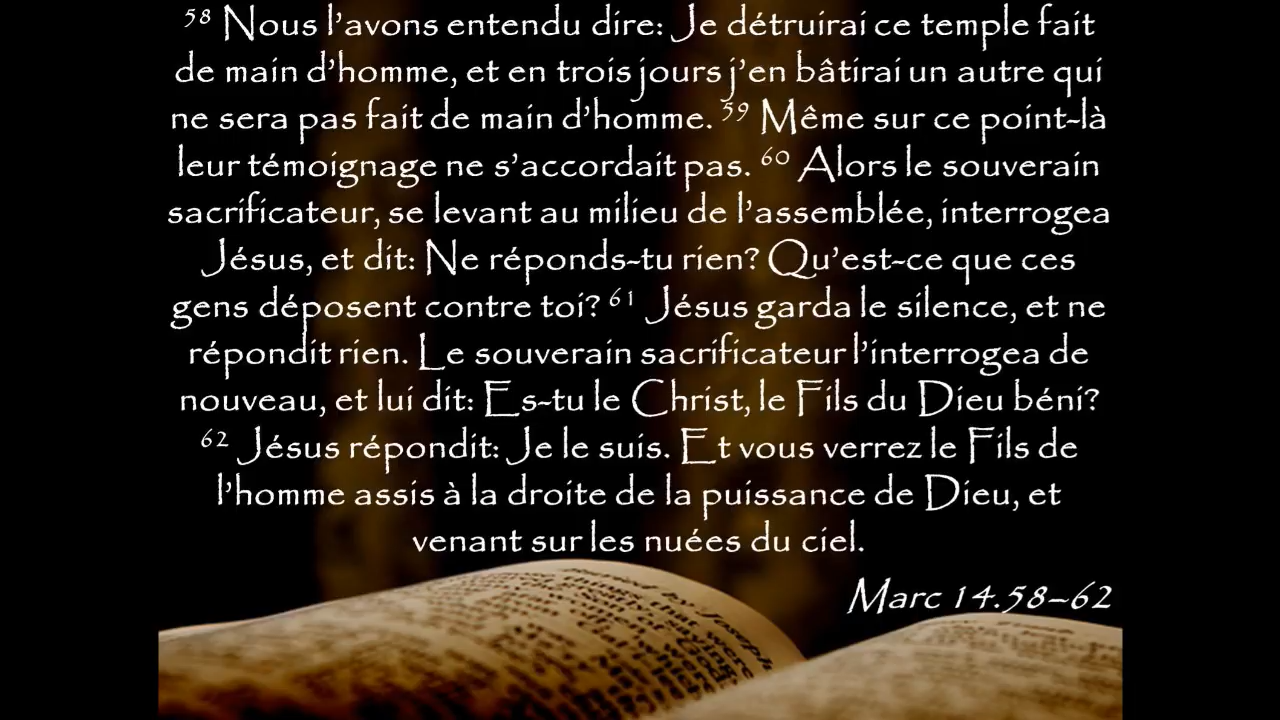 58 Nous l'avons entendu dire: Je détruirai ce temple fait
de main d'homme, et en trois jours j'en bâtirai un autre qui
ne sera pas fait de main d'homme. 59 Même sur ce point-là
leur témoignage ne s'accordait pas. 60 Alors le souverain
sacrificateur, se levant au milieu de l'assemblée, interrogea
Jésus, et dit: Ne réponds-tu rien? Qu'est-ce que ces
gens déposent contre toi? 61 Jésus garda le silence, et ne
répondit rien. Le souverain sacrificateur l'interrogea de
nouveau, et lui dit: Es-tu le Christ, le Fils du Dieu béni?
62 Jésus répondit: Je le suis. Et vous verrez le Fils de
l'homme assis à la droite de la puissance de Dieu, et
venant sur les nuées du ciel.
Marc 14.58–62